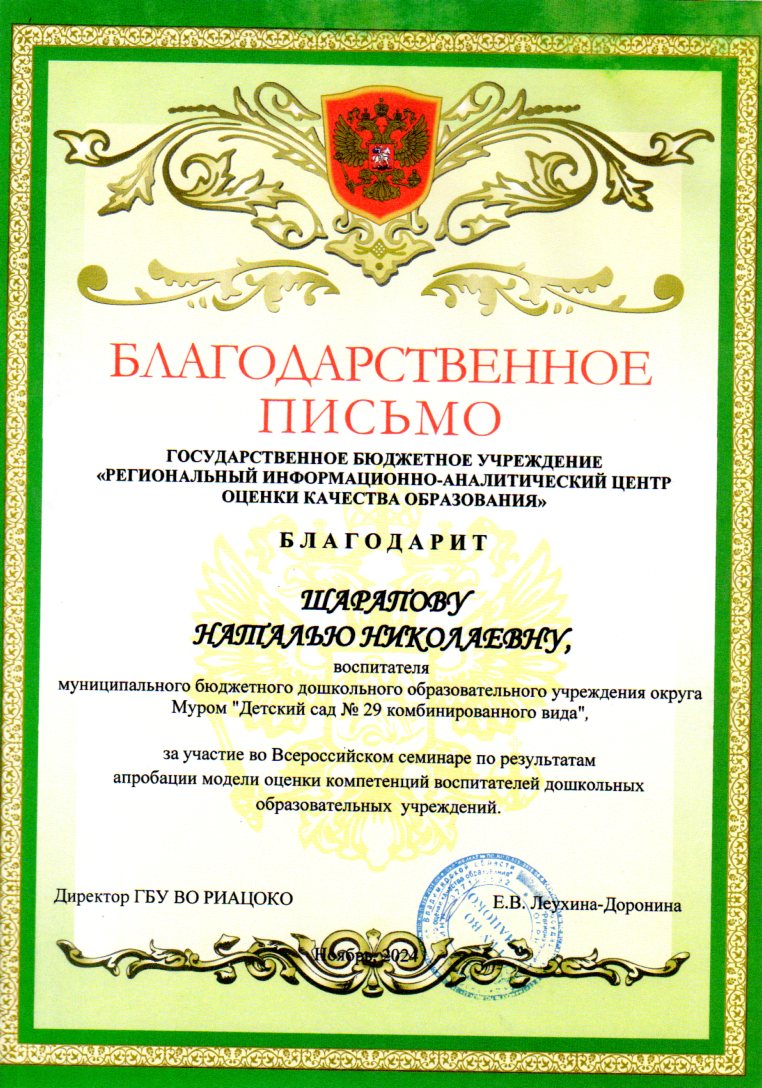 БЛАГОДАРСТВЕННОЕ
ПИСЬМО
ГОСУДАРСТВЕННОЕ БЮДЖЕТНОЕ УЧРЕЖДЕНИЕ
«РЕГИОНАЛЬНЫЙ ИНФОРМАЦИОННО-АНАЛИТИЧЕСКИЙ ЦЕНТР
ОЦЕНКИ КАЧЕСТВА ОБРАЗОВАНИЯ»
БЛАГОДАРИТ
ШАРАПОВУ
НАТАЛЬЮ НИКОЛАЕВНУ,
воспитателя
муниципального бюджетного дошкольного образовательного учреждения округа
Муром "Детский сад № 29 комбинированного вида",
за участие во Всероссийском семинаре по результатам
апробации модели оценки компетенций воспитателей дошкольных
образовательных учреждений.
Директор ГБУ ВО РИАЦОКО
Е.В. Леухина-Доронина
Ноябрь, 2024